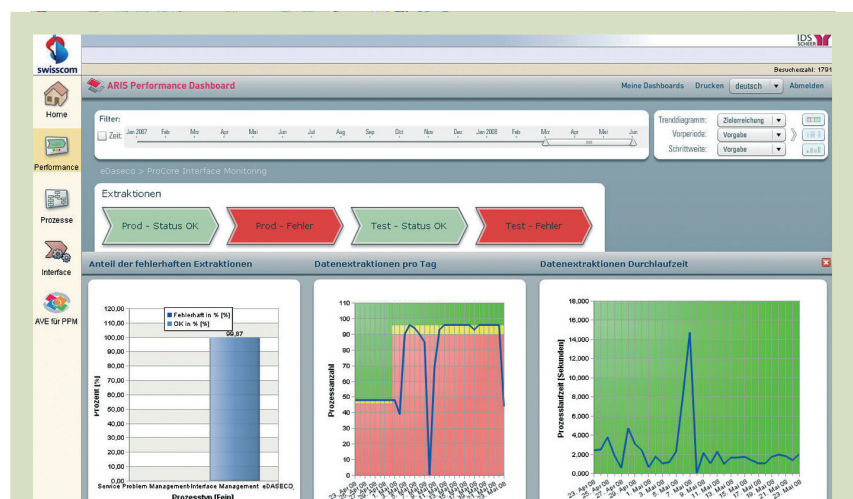 IDS
SCHEER
swisscom
Besucherzahl: 1791
ARIS Performance Dashboard
Meine Dashboards Drucken deutsch Abmelden
Home
Performance
Prozesse
Interface
AVE für PPM
Filter:
Zeit: Jan 2007 Feb Mrz Apr Mai Jun Jul Aug Sep Okt Nov Dez Jan 2008 Feb Mrz Apr Mai Jun
Trenddiagramm: Zielerreichung
Vorperiode: Vorgabe
Schrittweite: Vorgabe
eDaseco > ProCore Interface Monitoring
Extraktionen
Prod - Status OK
Prod - Fehler
Test - Status OK
Test - Fehler
Anteil der fehlerhaften Extraktionen
Datenextraktionen pro Tag
Datenextraktionen Durchlaufzeit
Fehlerhaft in % [%]
OK in % [%]
99,87
Prozent [%]
120,00
110,00
100,00
90,00
80,00
70,00
60,00
50,00
40,00
30,00
20,00
10,00
0,00
Service Problem Management-Interface Management eDASECO
Prozesstyp [Fein]
Prozessanzahl
110
100
90
80
70
60
50
40
30
20
10
0
Prozesslaufzeit [Sekunden]
18,000
16,000
14,000
12,000
10,000
8,000
6,000
4,000
2,000
0,000